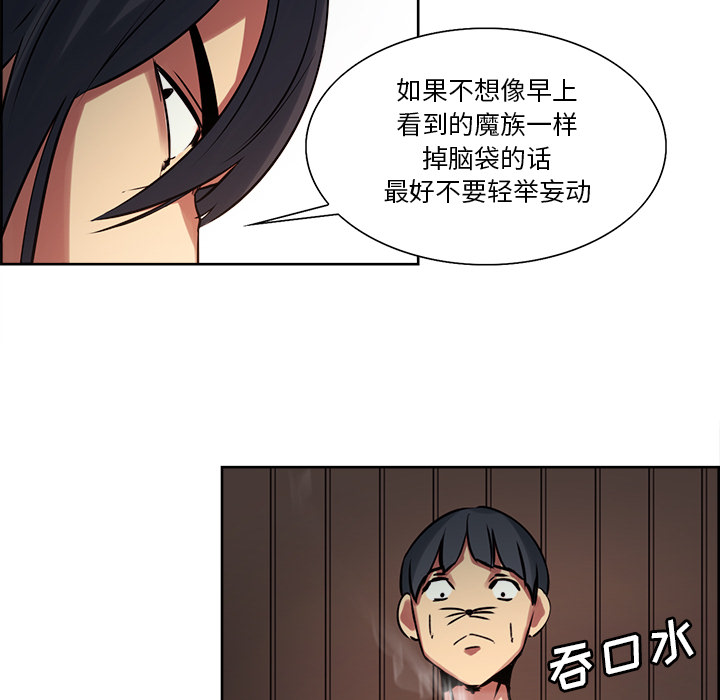 如果不想像早上
看到的魔族一样
掉脑袋的话
最好不要轻举妄动
吞口水